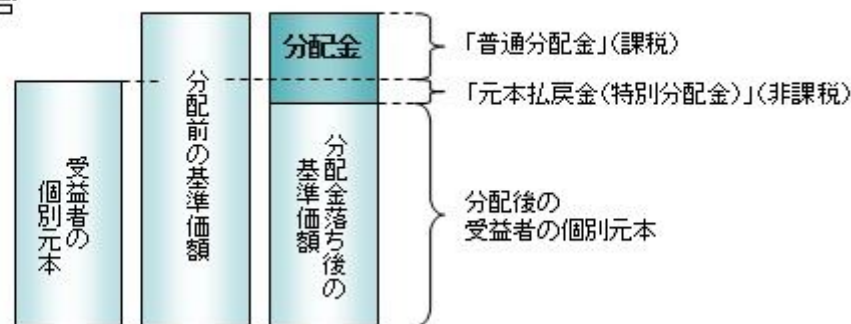 受益者の
個別元本
分配前の基準価額
分配金
分配金落ち後の
基準価額
「普通分配金」(課税)
「元本払戻金(特別分配金)」(非課税)
分配後の
受益者の個別元本